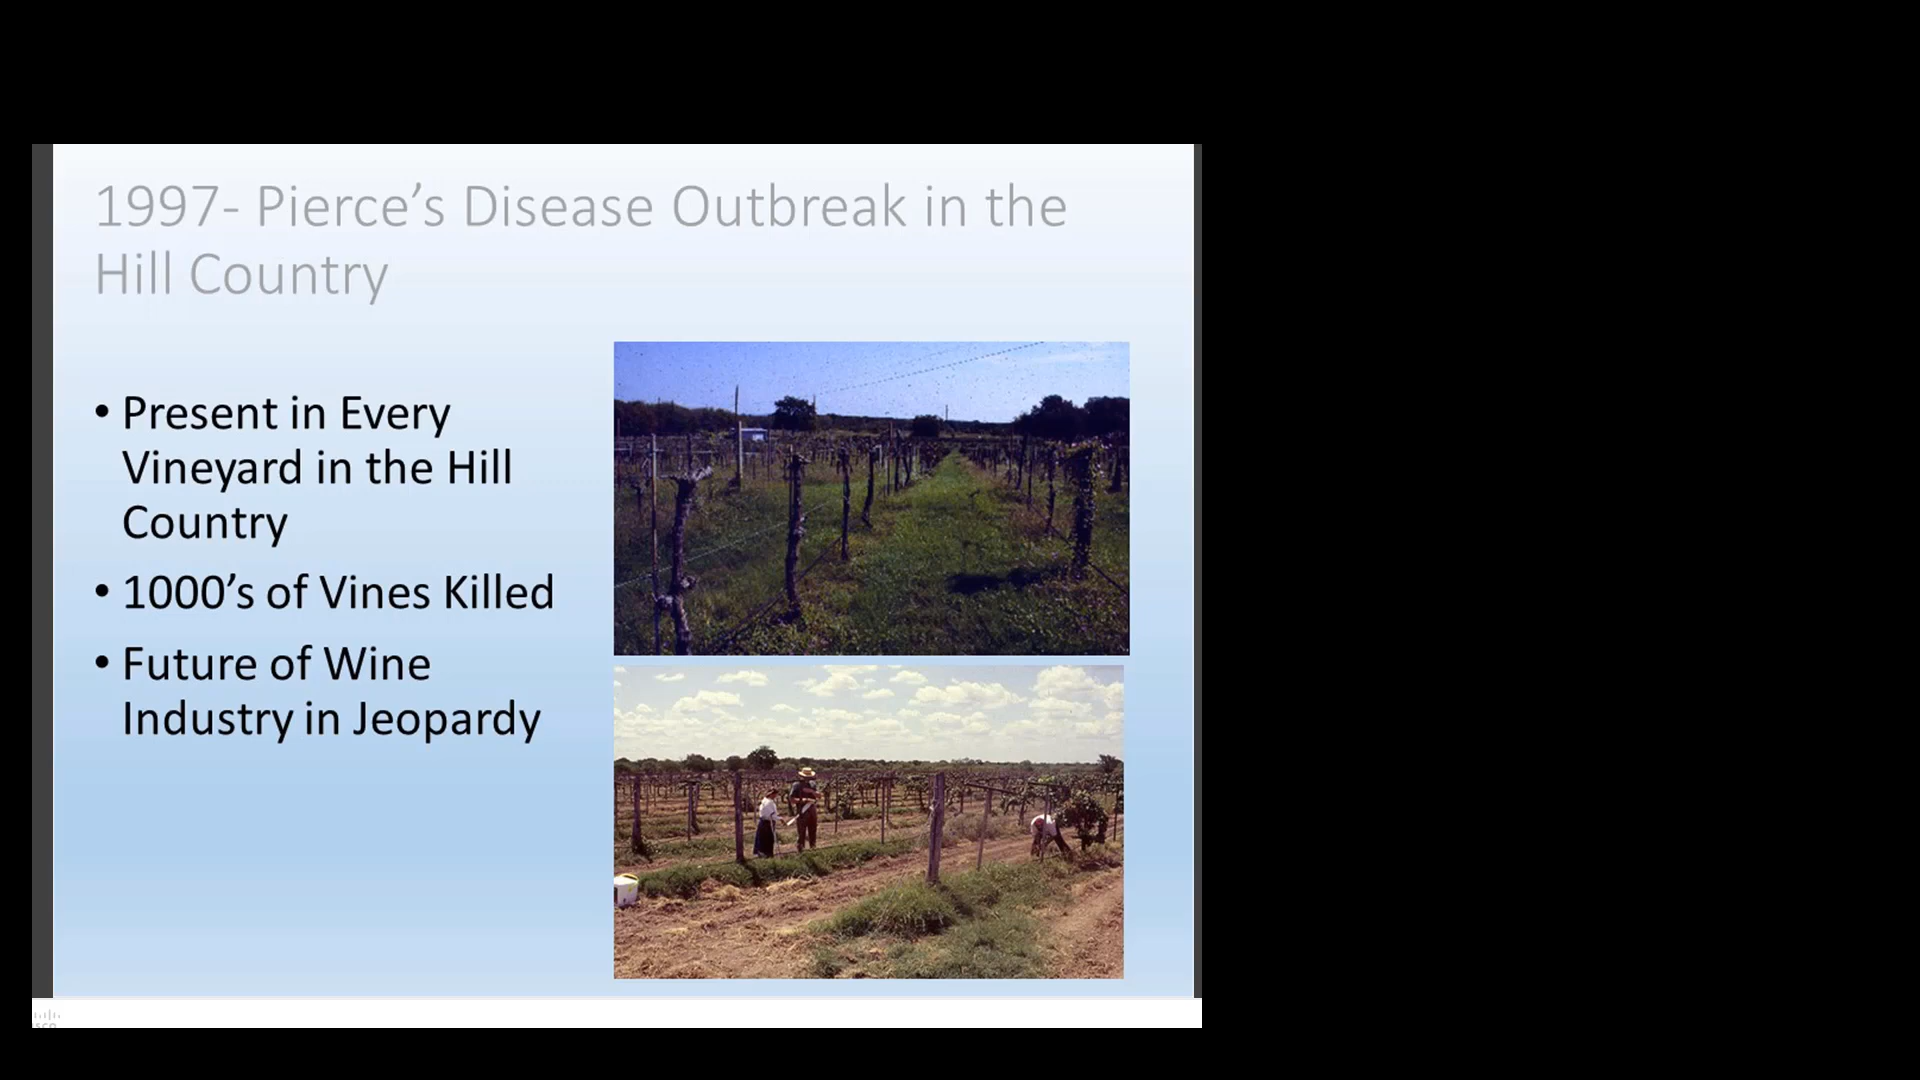 1997- Pierce’s Disease Outbreak in the
Hill Country
• Present in Every
Vineyard in the Hill
Country
• 1000’s of Vines Killed
• Future of Wine
Industry in Jeopardy